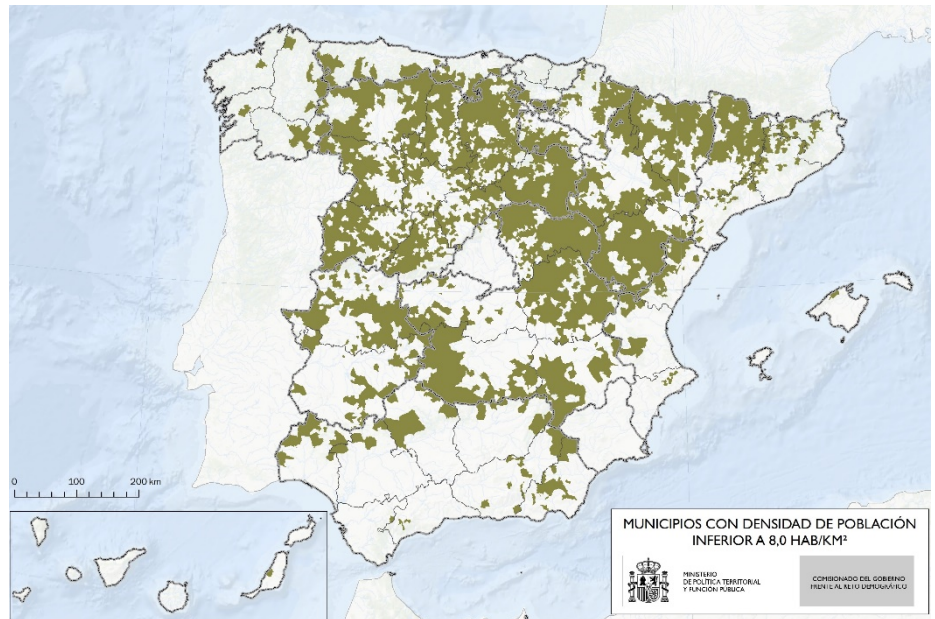 0 100 200 km
MUNICIPIOS CON DENSIDAD DE POBLACIÓN
INFERIOR A 8,0 HAB/KM²
MINISTERIO
DE POLÍTICA TERRITORIAL
Y FUNCIÓN PÚBLICA
COMISIONADO DEL GOBIERNO
FRENTE AL RETO DEMOGRÁFICO